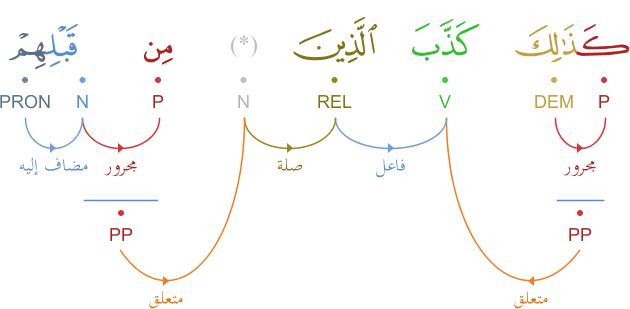 كَذَٰلِكَ كَذَّبَ ٱلَّذِينَ (*) مِن قَبْلِهِمْ
P DEM V REL N P N PRON
مجرور فاعل صلة مجرور مضاف إليه
PP PP
متعلق متعلق